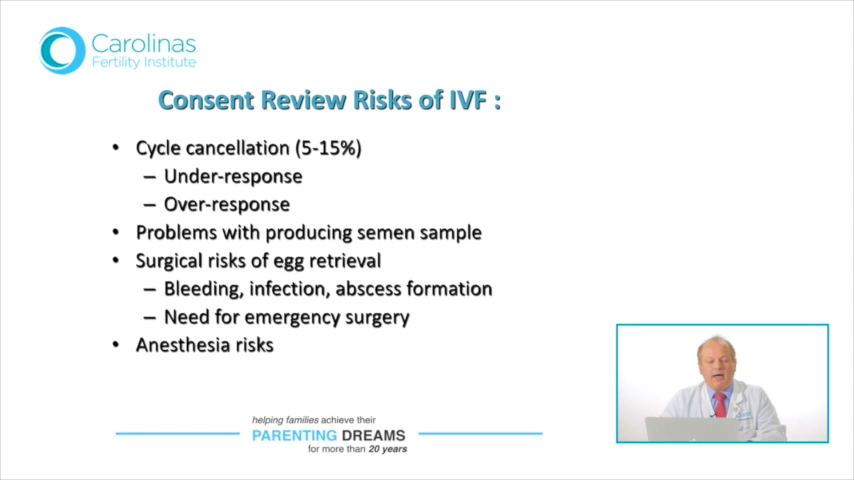 Carolinas
Fertility Institute
Consent Review Risks of IVF :
• Cycle cancellation (5-15%)
– Under-response
– Over-response
• Problems with producing semen sample
• Surgical risks of egg retrieval
– Bleeding, infection, abscess formation
– Need for emergency surgery
• Anesthesia risks
helping families achieve their
PARENTING DREAMS
for more than 20 years